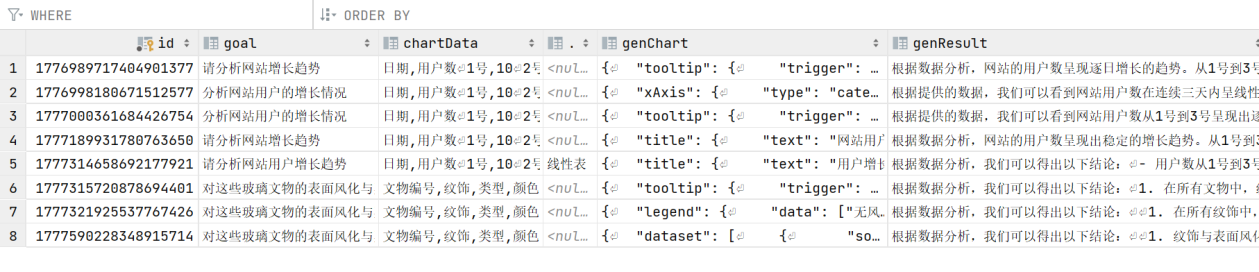 WHERE ORDER BY
id goal chartData . genChart genResult
1 1776989717404901377 请分析网站增长趋势 日期,用户数⏎1号,10⏎2号 <nul… {⏎ "tooltip": {⏎ "trigger": … 根据数据分析，网站的用户数呈现逐日增长的趋势。从1号到3号
2 1776998180671512577 分析网站用户的增长情况 日期,用户数⏎1号,10⏎2号 <nul… {⏎ "xAxis": {⏎ "type": "cate… 根据提供的数据，我们可以看到网站用户数在连续三天内呈线性
3 1777000361684426754 分析网站用户的增长情况 日期,用户数⏎1号,10⏎2号 <nul… {⏎ "tooltip": {⏎ "trigger": … 根据提供的数据，我们可以看到网站用户数从1号到3号呈现出逐
4 1777189931780763650 请分析网站增长趋势 日期,用户数⏎1号,10⏎2号 <nul… {⏎ "title": {⏎ "text": "网站用户 根据数据分析，网站的用户数呈现出稳定的增长趋势。从1号到3
5 1777314658692177921 请分析网站用户增长趋势 日期,用户数⏎1号,10⏎2号 线性表 {⏎ "title": {⏎ "text": "用户增长 根据数据分析，我们可以得出以下结论：⏎- 用户数从1号到3号
6 1777315720878694401 对这些玻璃文物的表面风化与 文物编号,纹饰,类型,颜色 <nul… {⏎ "tooltip": {⏎ "trigger": … 根据数据分析，我们可以得出以下结论：⏎1. 在所有文物中，
7 1777321925537767426 对这些玻璃文物的表面风化与 文物编号,纹饰,类型,颜色 <nul… {⏎ "legend": {⏎ "data": ["无风… 根据数据分析，我们可以得出以下结论：⏎⏎1. 在所有纹饰中，
8 1777590228348915714 对这些玻璃文物的表面风化与 文物编号,纹饰,类型,颜色 <nul… {⏎ "dataset": [⏎ {⏎ "so… 根据数据分析，我们可以得出以下结论：⏎⏎1. 纹饰与表面风化